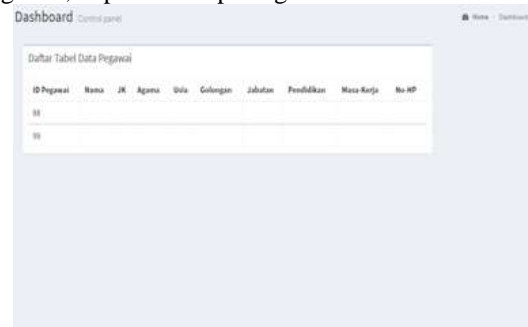 Dashboard Control panel
Home Dashboard
Daftar Tabel Data Pegawai
ID Pegawai Nama JK Agama Usia Golongan Jabatan Pendidikan Masa-Kerja No-HP